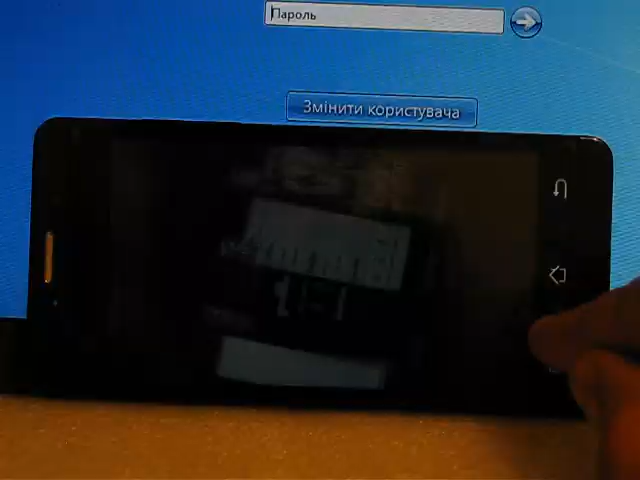 Пароль
Змінити користувача